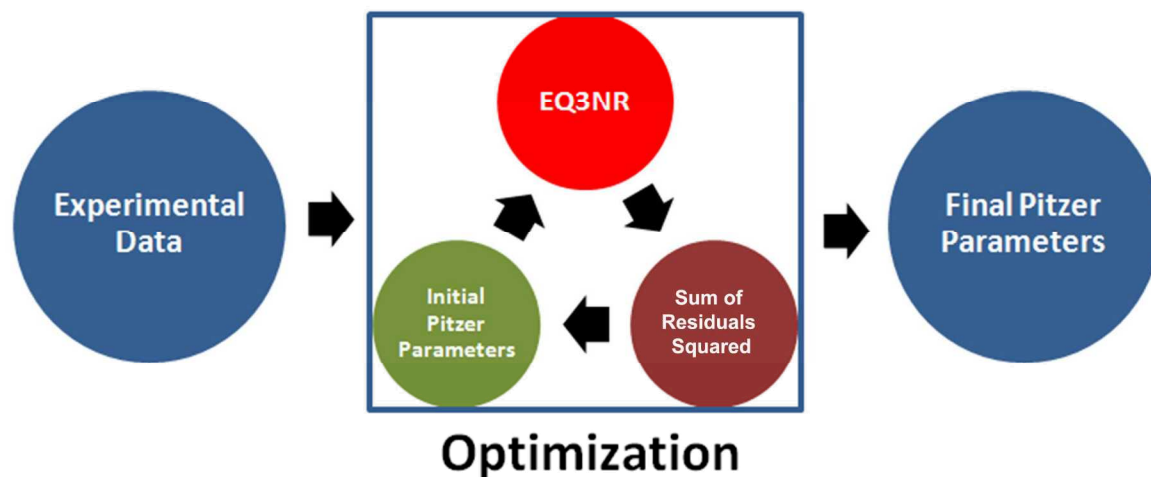 Experimental
Data
EQ3NR
Initial
Pitzer
Parameters
Sum of
Residuals
Squared
Final Pitzer
Parameters
Optimization